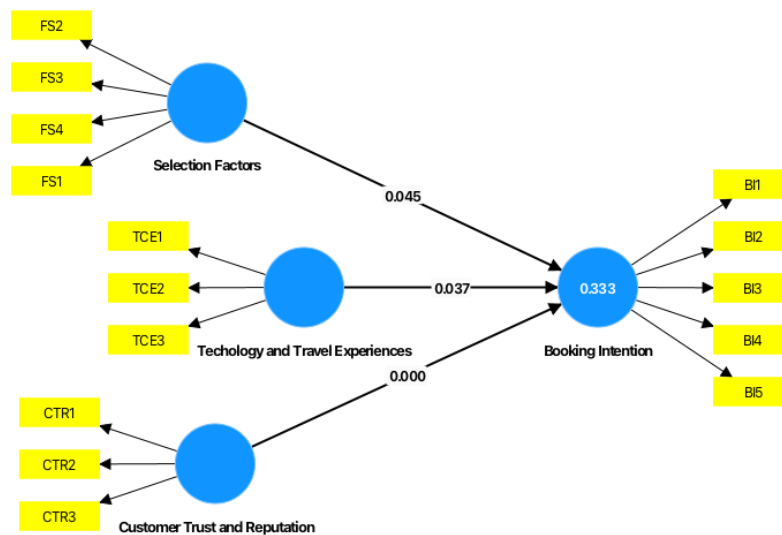 FS2
FS3
FS4
FS1
Selection Factors
0.045
TCE1
TCE2
TCE3
Techology and Travel Experiences
0.037
CTR1
CTR2
CTR3
Customer Trust and Reputation
0.000
0.333
Booking Intention
BI1
BI2
BI3
BI4
BI5